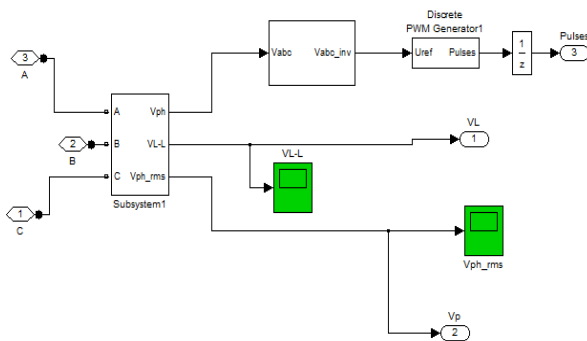 Discrete
PWM Generator1
Pulses
3
A
Vabc
Vabc_inv
Uref
Pulses
1
z
3
A
Vph
2
B
B
VL-L
VL
1
VL-L
C
Vph_rms
1
C
Subsystem1
Vph_rms
Vp
2